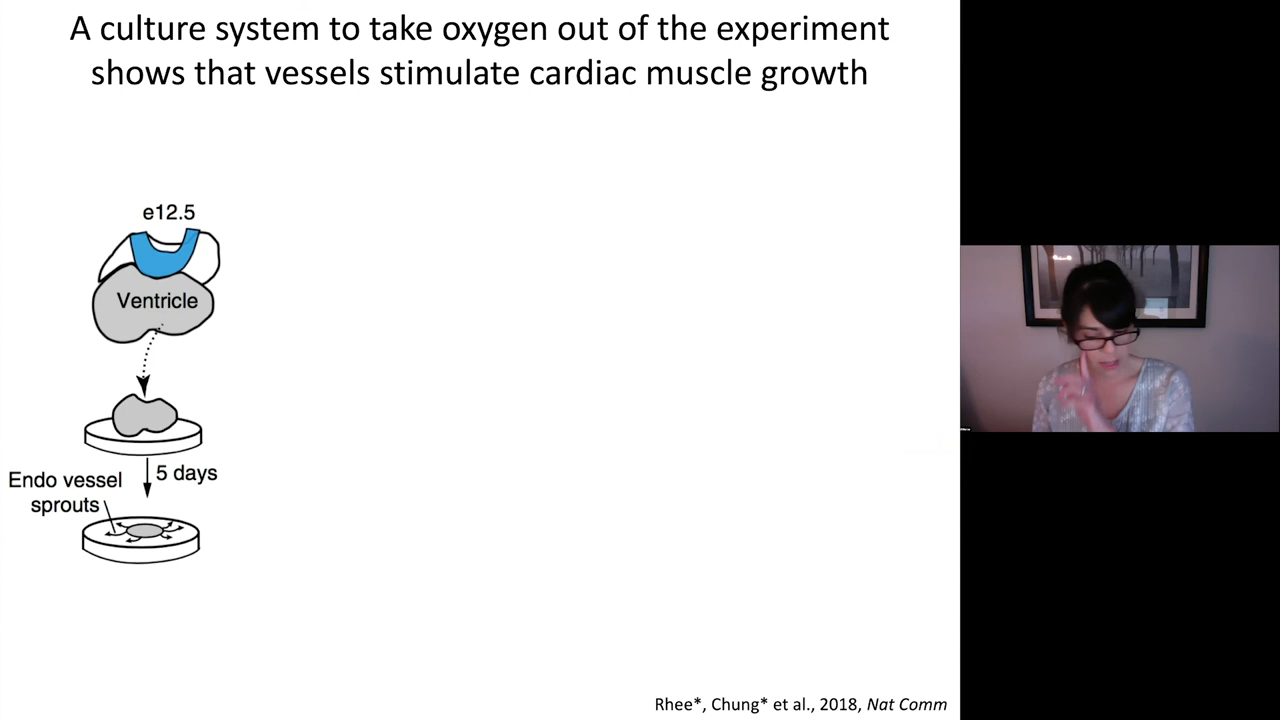 A culture system to take oxygen out of the experiment
shows that vessels stimulate cardiac muscle growth
e12.5
Ventricle
5 days
Endo vessel
sprouts
Rhee*, Chung* et al., 2018, Nat Comm